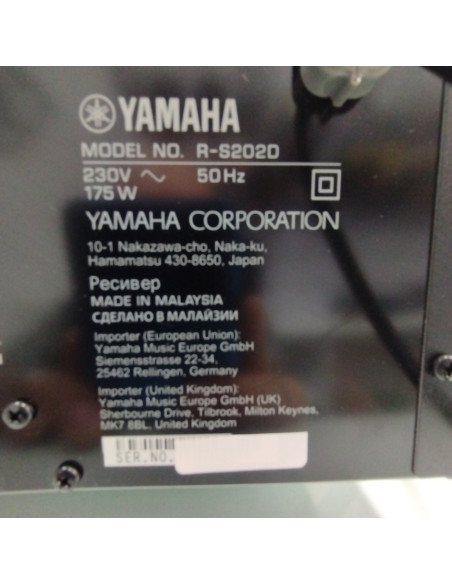 YAMAHA
MODEL NO. R-S202D
230V ~ 50Hz
175W
YAMAHA CORPORATION
10-1 Nakazawa-cho, Naka-ku,
Hamamatsu 430-8650, Japan
Ресивер
MADE IN MALAYSIA
СДЕЛАНО В МАЛАЙЗИИ
Importer (European Union):
Yamaha Music Europe GmbH
Siemensstrasse 22-34,
25462 Rellingen, Germany
Importer (United Kingdom):
Yamaha Music Europe GmbH (UK)
Sherbourne Drive, Tilbrook, Milton Keynes,
MK7 8BL, United Kingdom
SER.NO.